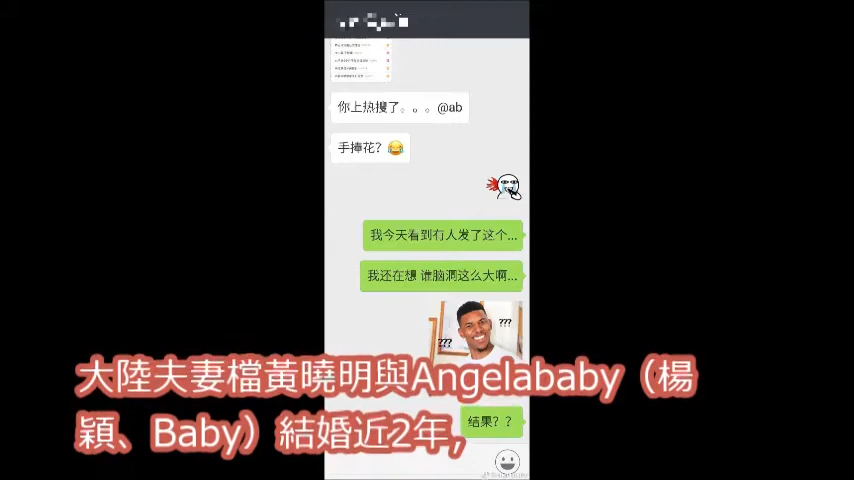 你上热搜了。。。@ab
手捧花？
我今天看到有人发了这个...
我还在想 谁脑洞这么大啊...
???
???
大陸夫妻檔黃曉明與Angelababy（楊
穎、Baby）結婚近2年,
结果？？